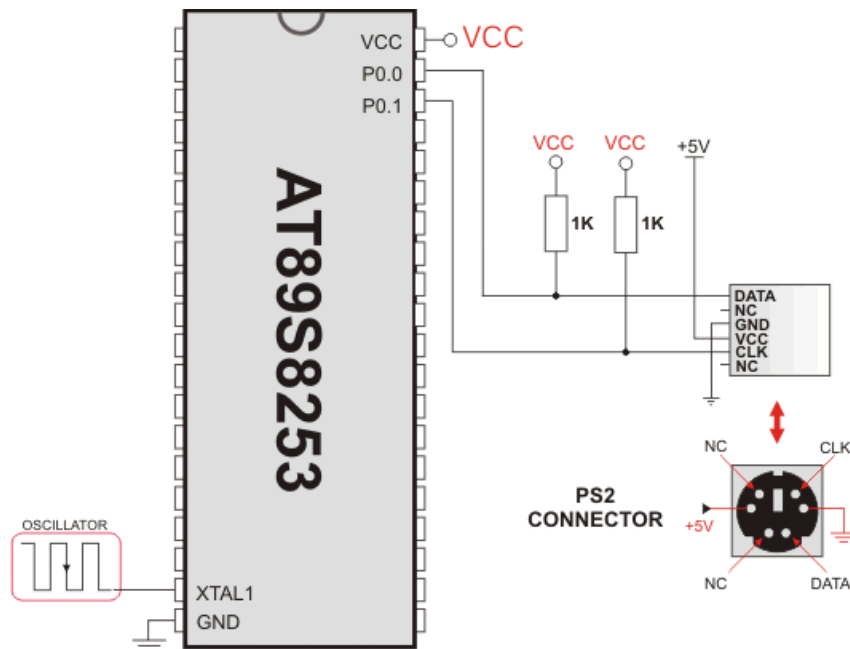 VCC
VCC
P0.0
P0.1
AT89S8253
VCC
VCC
+5V
1K
1K
DATA
NC
GND
VCC
CLK
NC
NC
CLK
PS2
CONNECTOR
+5V
NC
DATA
OSCILLATOR
XTAL1
GND